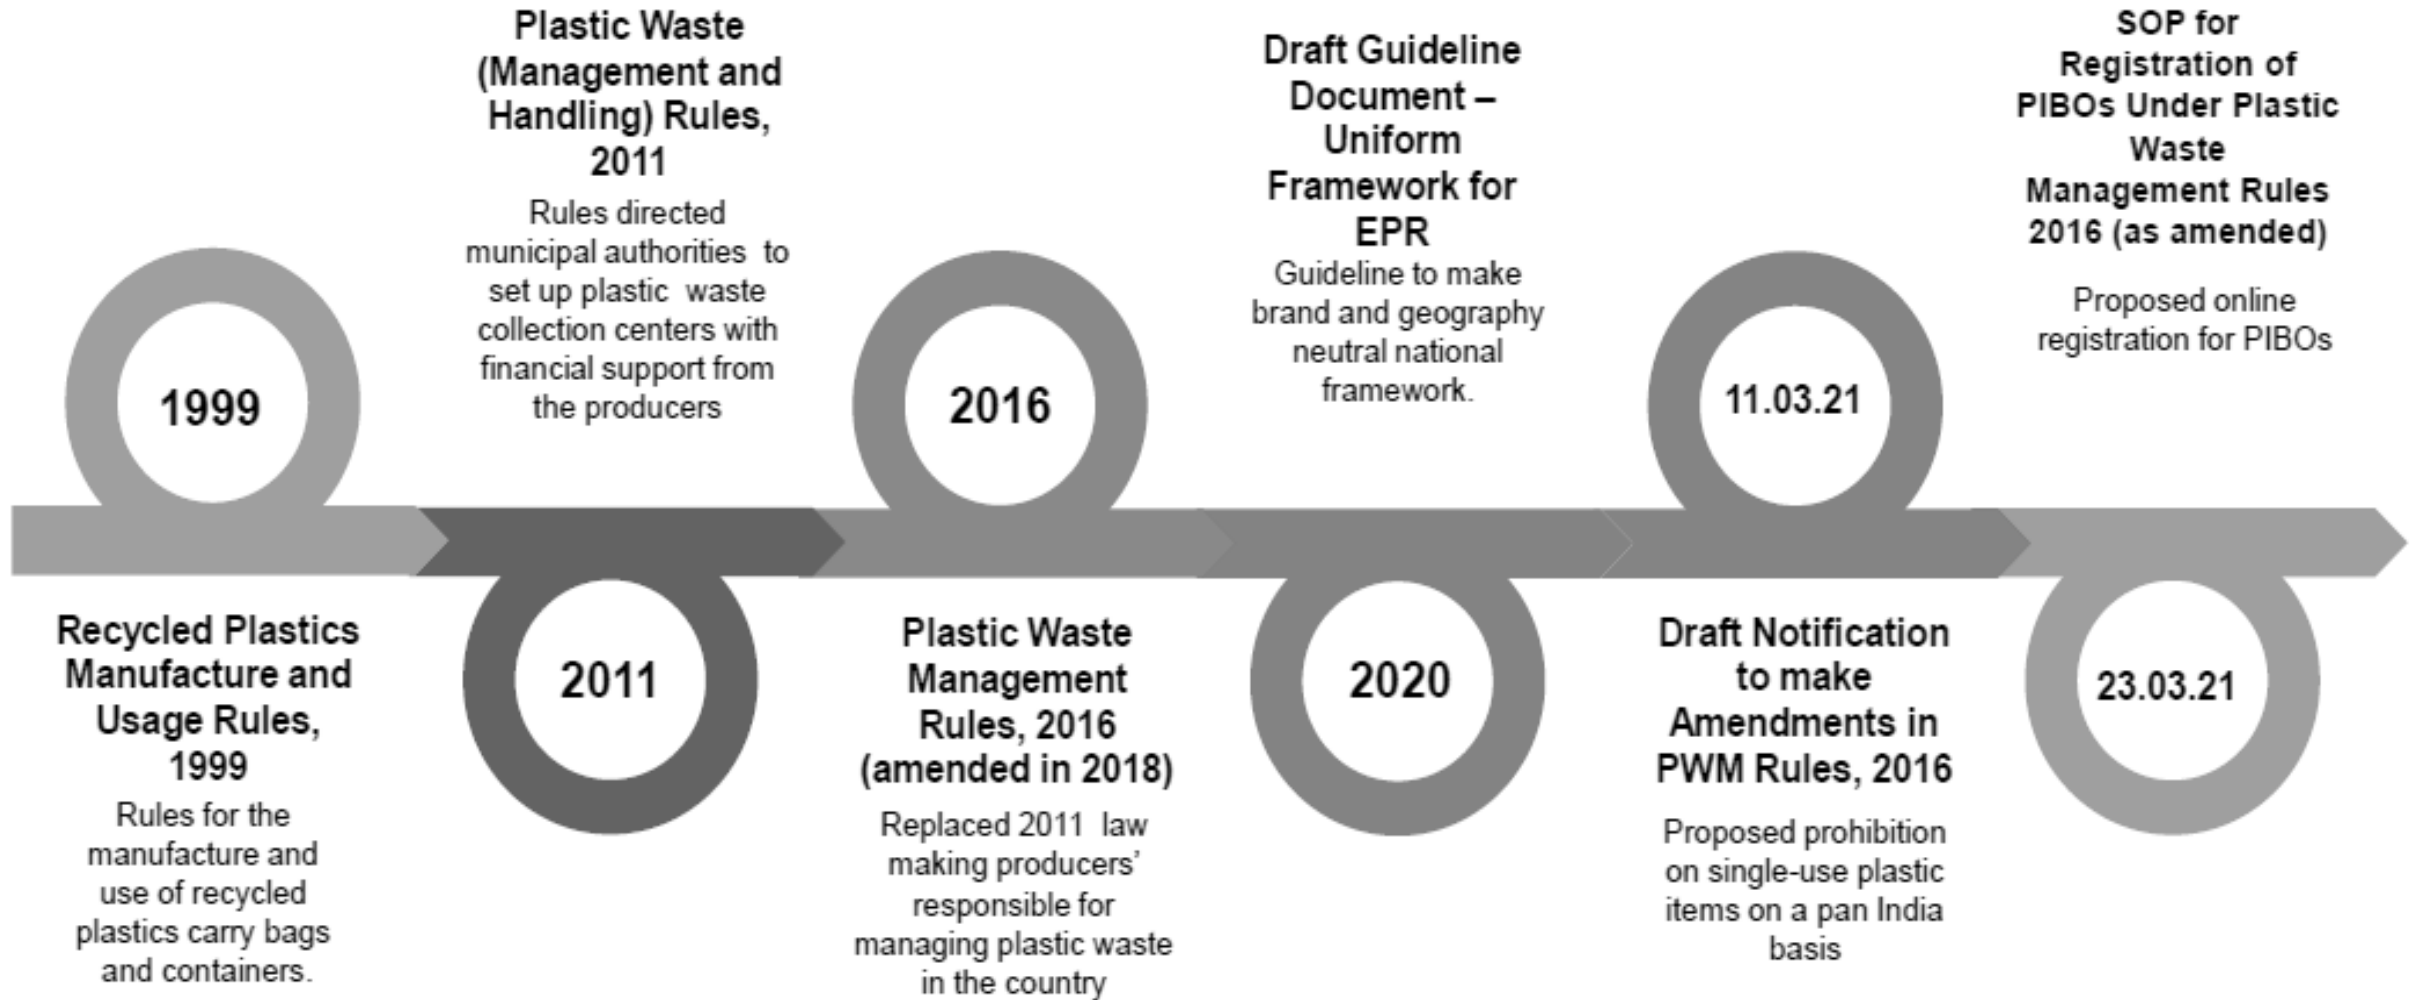 1999
Recycled Plastics
Manufacture and
Usage Rules,
1999
Rules for the
manufacture and
use of recycled
plastics carry bags
and containers.
Plastic Waste
(Management and
Handling) Rules,
2011
Rules directed
municipal authorities to
set up plastic waste
collection centers with
financial support from
the producers
2011
2016
Plastic Waste
Management
Rules, 2016
(amended in 2018)
Replaced 2011 law
making producers’
responsible for
managing plastic waste
in the country
Draft Guideline
Document –
Uniform
Framework for
EPR
Guideline to make
brand and geography
neutral national
framework.
2020
11.03.21
Draft Notification
to make
Amendments in
PWM Rules, 2016
Proposed prohibition
on single-use plastic
items on a pan India
basis
SOP for
Registration of
PIBOs Under Plastic
Waste
Management Rules
2016 (as amended)
Proposed online
registration for PIBOs
23.03.21